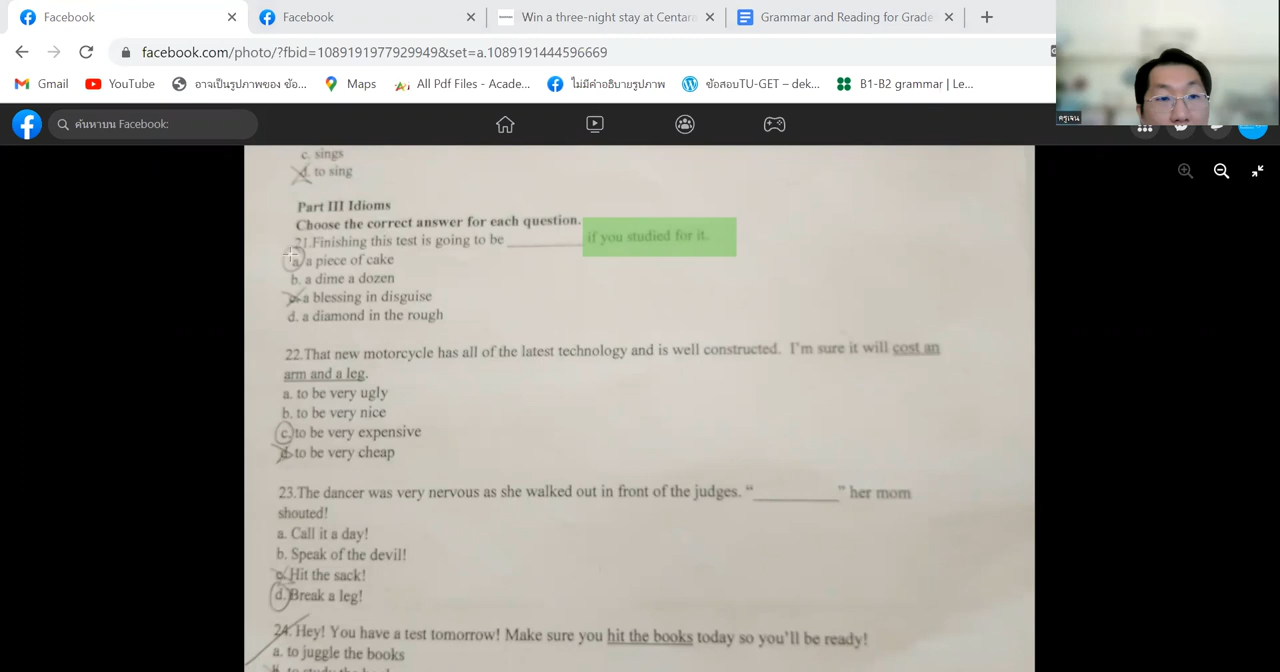 Facebook
Facebook
Win a three-night stay at Centara
Grammar and Reading for Grade
facebook.com/photo/?fbid=1089191977929949&set=a.1089191444596669
Gmail
YouTube
อาจเป็นรูปภาพของ ข้อ...
Maps
All Pdf Files - Acade...
ไม่มีคำอธิบายรูปภาพ
ข้อสอบTU-GET – dek...
B1-B2 grammar | Le...
ครูเจน
ค้นหาบน Facebook:
c. sings
d. to sing
Part III Idioms
Choose the correct answer for each question.
21.Finishing this test is going to be __________ if you studied for it.
a. a piece of cake
b. a dime a dozen
c. a blessing in disguise
d. a diamond in the rough
22.That new motorcycle has all of the latest technology and is well constructed. I'm sure it will cost an
arm and a leg.
a. to be very ugly
b. to be very nice
c. to be very expensive
d. to be very cheap
23.The dancer was very nervous as she walked out in front of the judges. "__________" her mom
shouted!
a. Call it a day!
b. Speak of the devil!
c. Hit the sack!
d. Break a leg!
24. Hey! You have a test tomorrow! Make sure you hit the books today so you'll be ready!
a. to juggle the books